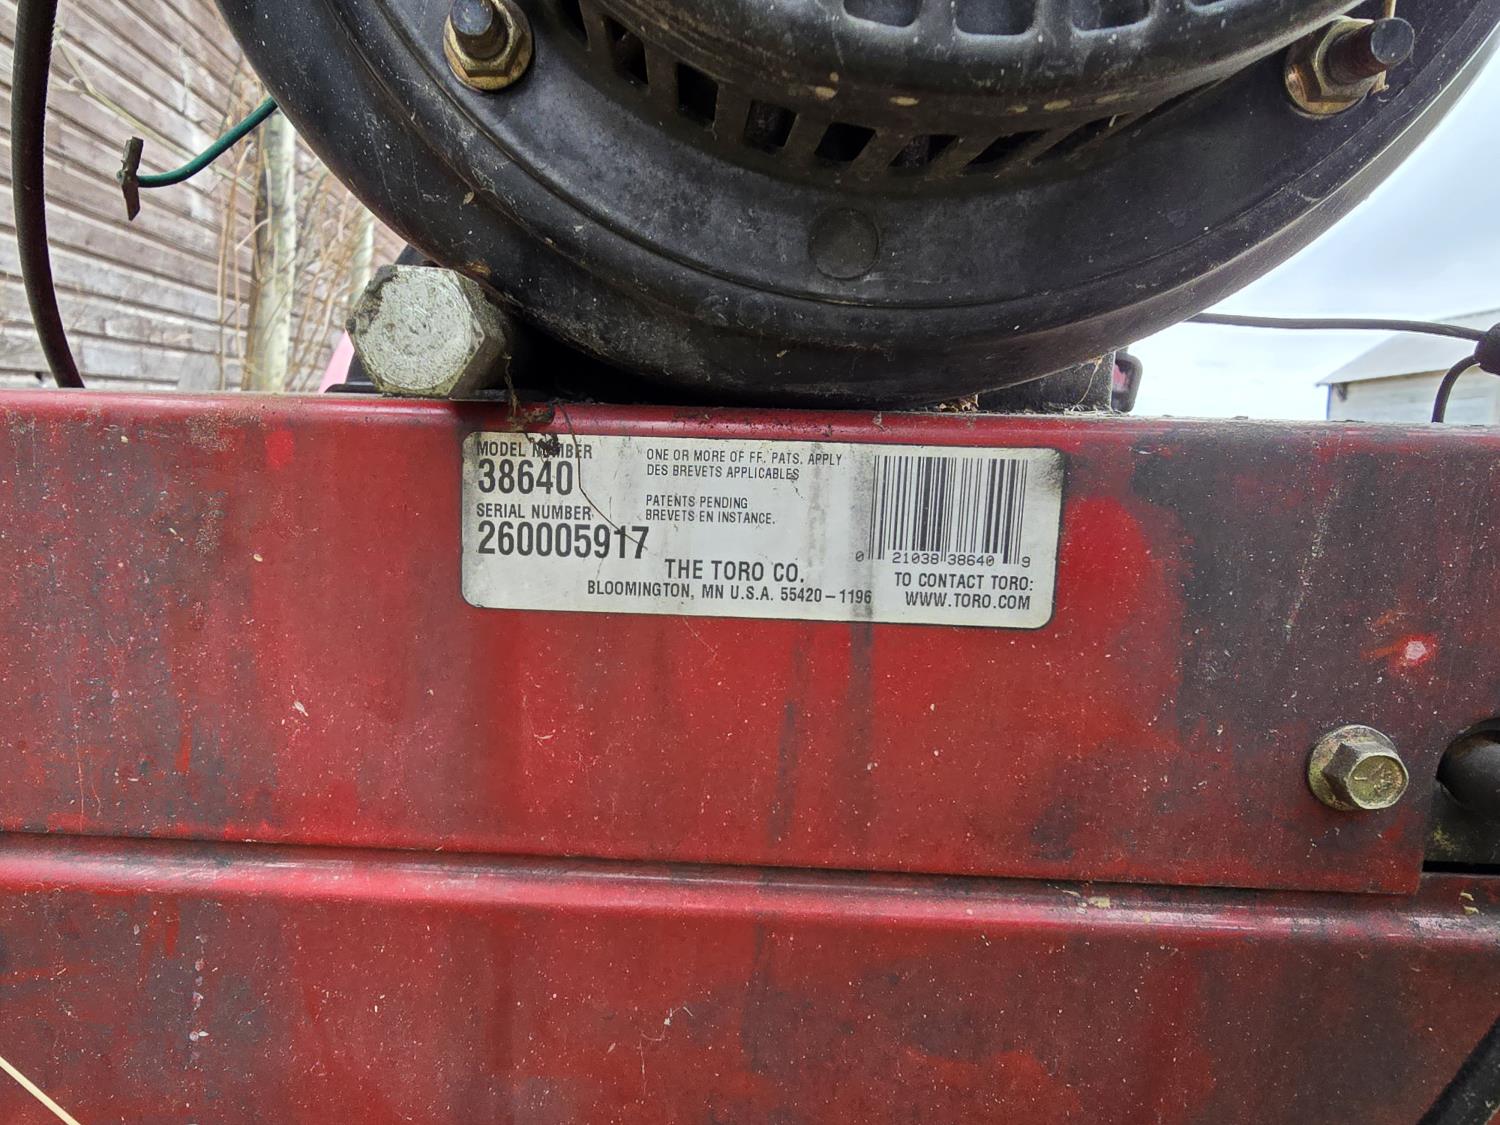 MODEL NUMBER
38640
SERIAL NUMBER
260005917
ONE OR MORE OF FF. PATS. APPLY
DES BREVETS APPLICABLES
PATENTS PENDING
BREVETS EN INSTANCE.
THE TORO CO.
BLOOMINGTON, MN U.S.A. 55420-1196
0 21038 38640 9
TO CONTACT TORO:
WWW.TORO.COM